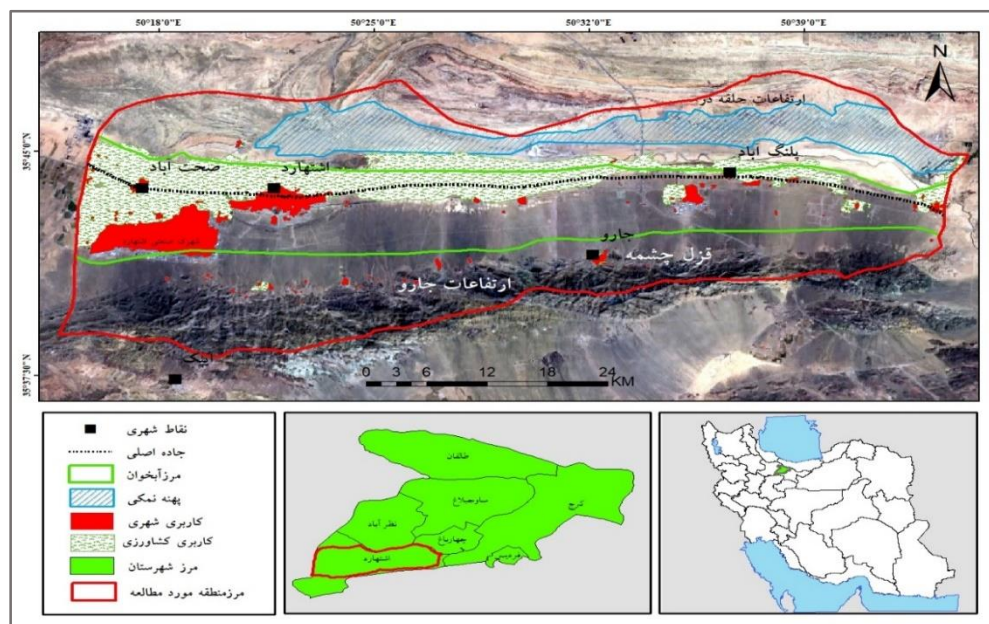 50°18'0"E
50°25'0"E
50°32'0"E
50°39'0"E
N
ارتفاعات حلقه در
35°45'0"N
پلنگ آباد
صحت آباد
اشتهارد
جارو
قزل چشمه
ارتفاعات جارو
35°37'30"N
0 3 6 12 18 24
KM
نقاط شهری
جاده اصلی
مرزآبخوان
پهنه نمکی
کاربری شهری
کاربری کشاورزی
مرز شهرستان
مرزمنطقه مورد مطالعه
طالقان
ساوجبلاغ
کرج
نظر آباد
چهارباغ
فردیس
اشتهارد